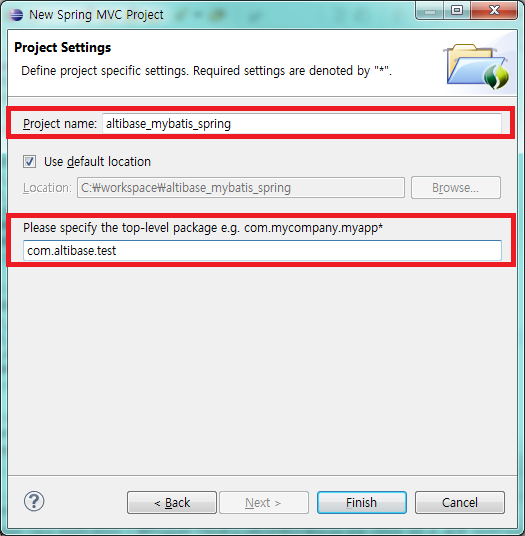 New Spring MVC Project
Project Settings
Define project specific settings. Required settings are denoted by "*".
Project name: altibase_mybatis_spring
Use default location
Location: C:₩workspace₩altibase_mybatis_spring Browse...
Please specify the top-level package e.g. com.mycompany.myapp*
com.altibase.test
? < Back Next > Finish Cancel